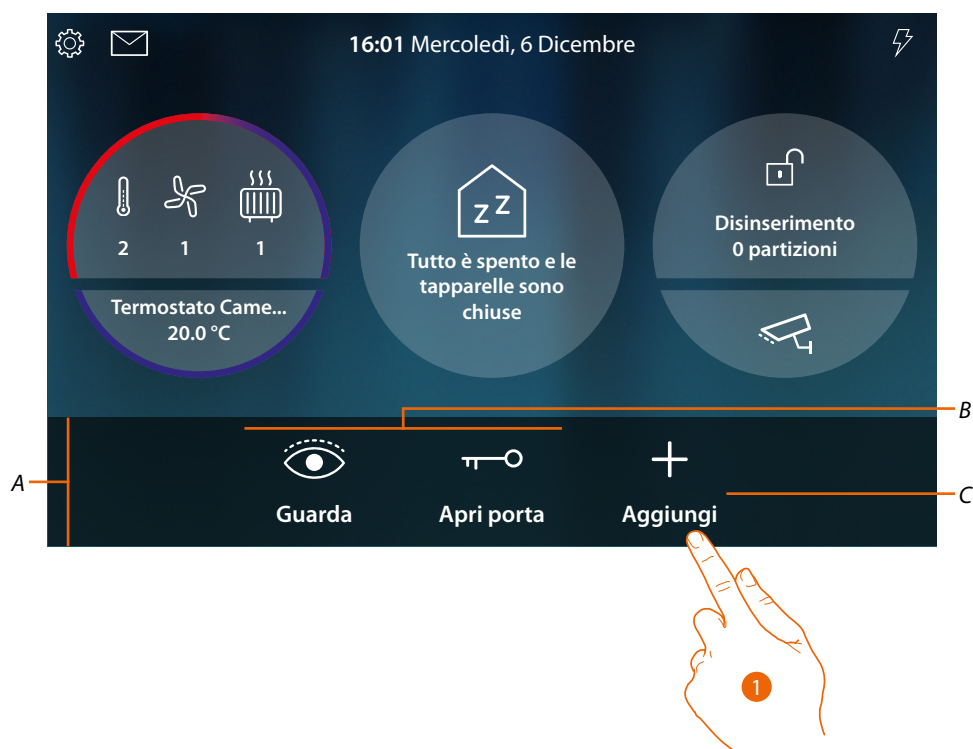 16:01 Mercoledì, 6 Dicembre
2 1 1
Termostato Came...
20.0 °C
z Z
Tutto è spento e le
tapparelle sono
chiuse
Disinserimento
0 partizioni
B
A
C
Guarda Apri porta Aggiungi
1